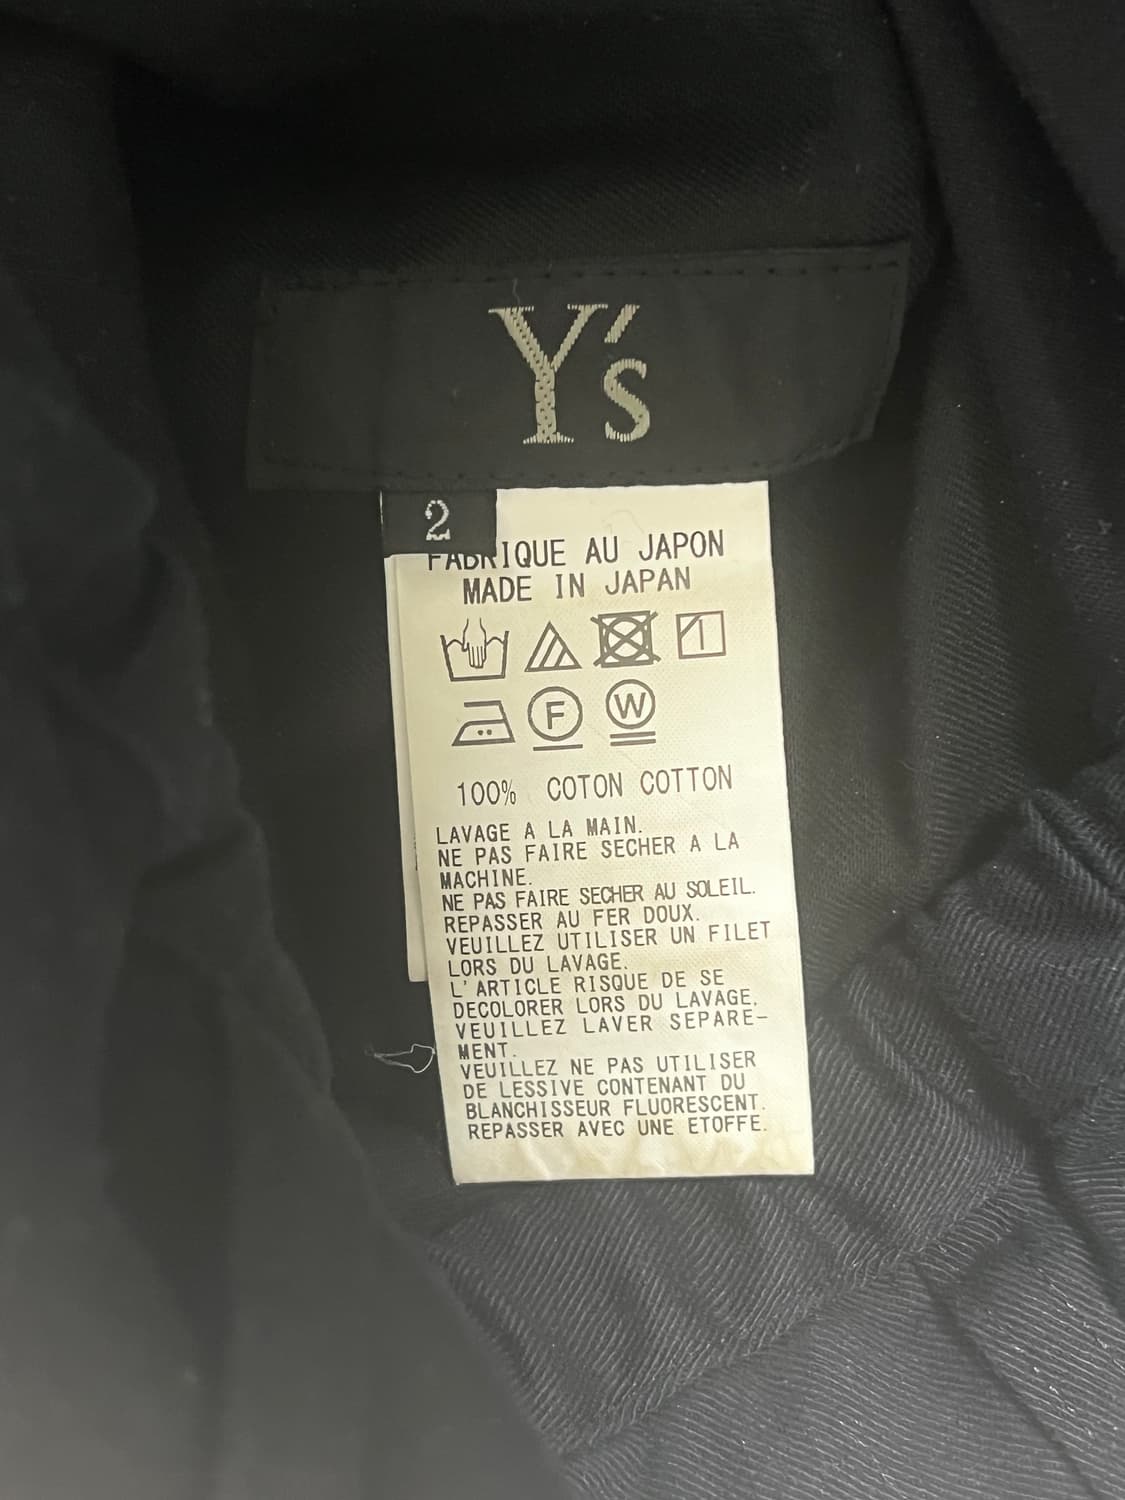 Y's
2
FABRIQUE AU JAPON
MADE IN JAPAN
F
W
100% COTON COTTON
LAVAGE A LA MAIN.
NE PAS FAIRE SECHER A LA
MACHINE.
NE PAS FAIRE SECHER AU SOLEIL.
REPASSER AU FER DOUX.
VEUILLEZ UTILISER UN FILET
LORS DU LAVAGE.
L'ARTICLE RISQUE DE SE
DECOLORER LORS DU LAVAGE.
VEUILLEZ LAVER SEPARE-
MENT.
VEUILLEZ NE PAS UTILISER
DE LESSIVE CONTENANT DU
BLANCHISSEUR FLUORESCENT.
REPASSER AVEC UNE ETOFFE.